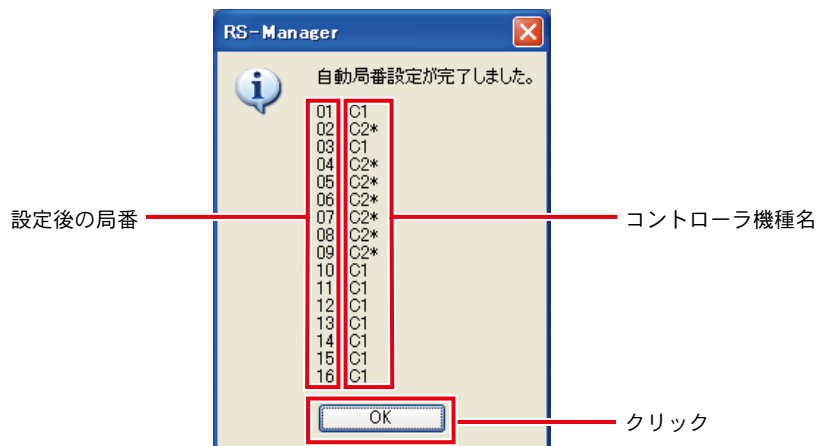 RS-Manager
自動局番設定が完了しました。
01 C1
02 C2*
03 C1
04 C2*
05 C2*
06 C2*
07 C2*
08 C2*
09 C2*
10 C1
11 C1
12 C1
13 C1
14 C1
15 C1
16 C1
設定後の局番
コントローラ機種名
OK
クリック